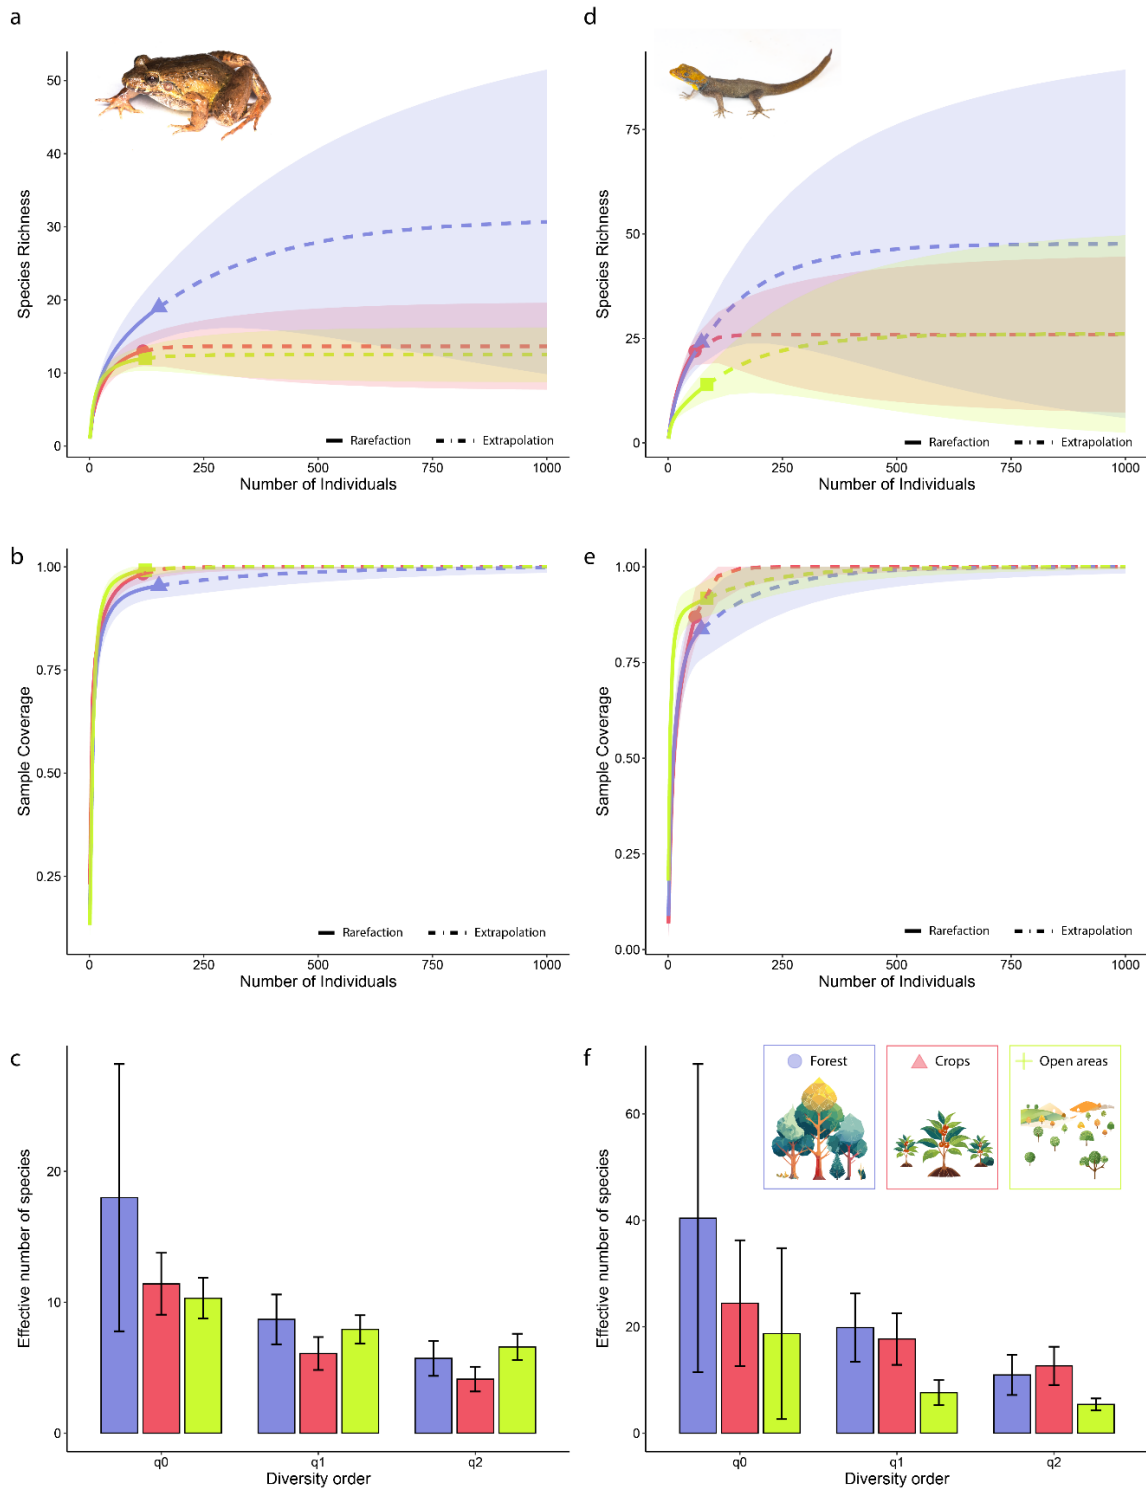 a
50
40
30
20
10
0
Species Richness
Rarefaction
Extrapolation
0 250 500 750 1000
Number of Individuals
d
75
50
25
0
Species Richness
Rarefaction
Extrapolation
0 250 500 750 1000
Number of Individuals
b
1.00
0.75
0.50
0.25
Sample Coverage
Rarefaction
Extrapolation
0 250 500 750 1000
Number of Individuals
e
1.00
0.75
0.50
0.25
0.00
Sample Coverage
Rarefaction
Extrapolation
0 250 500 750 1000
Number of Individuals
c
20
10
0
Effective number of species
q0 q1 q2
Diversity order
f
Forest
Crops
Open areas
60
40
20
0
Effective number of species
q0 q1 q2
Diversity order